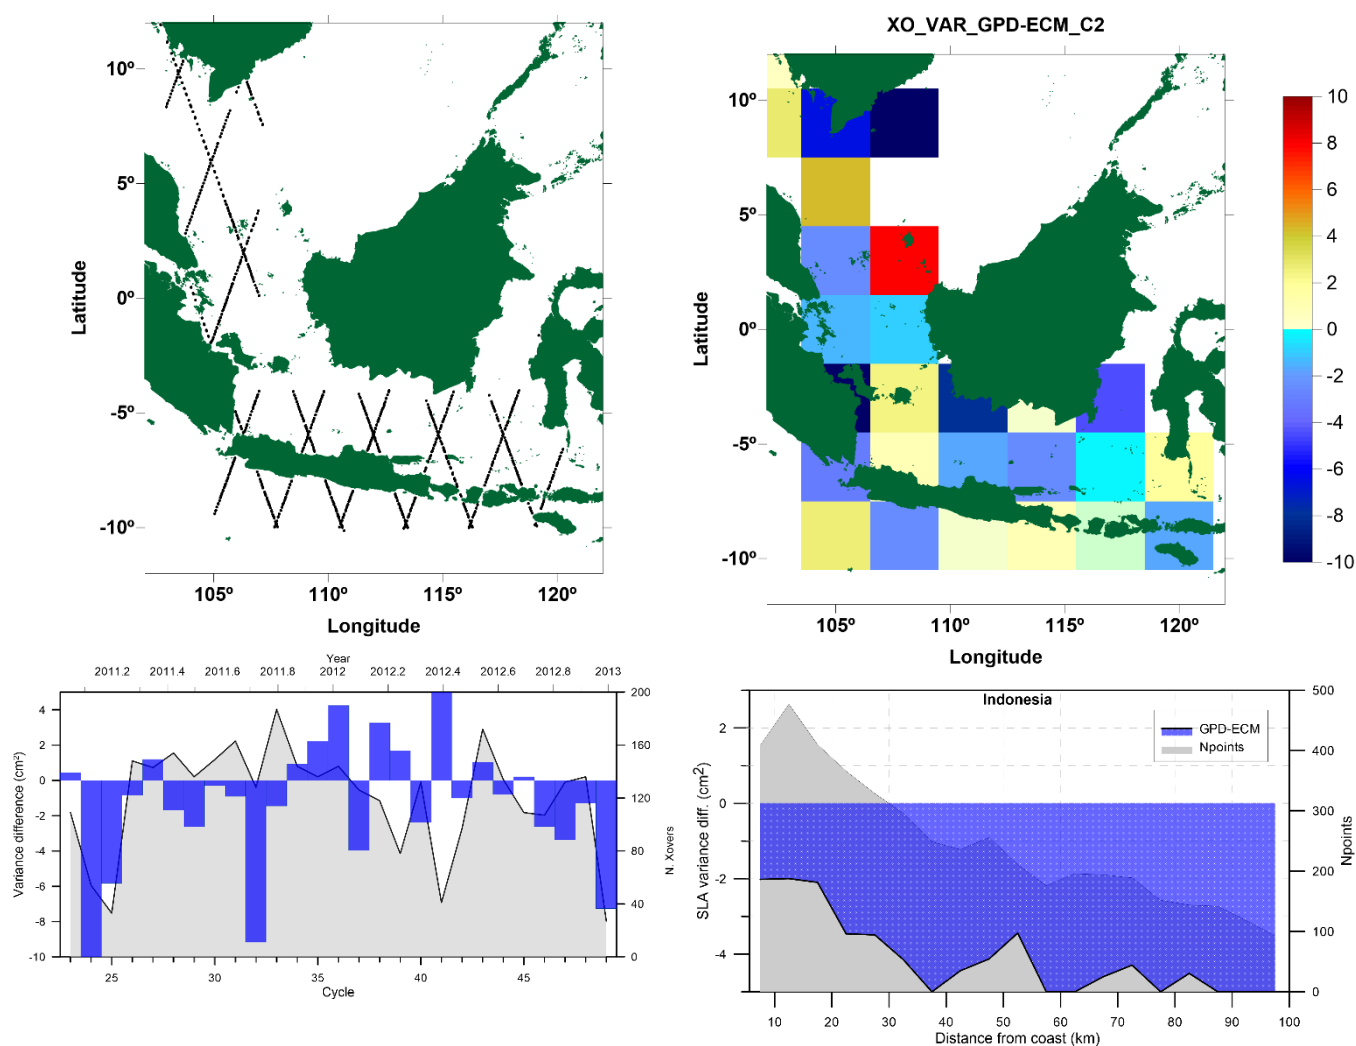 10º
5º
0º
-5º
-10º
Latitude
105º
110º
115º
120º
Longitude
XO_VAR_GPD-ECM_C2
10º
5º
0º
-5º
-10º
Latitude
105º
110º
115º
120º
Longitude
10
8
6
4
2
0
-2
-4
-6
-8
-10
Year
2011.2
2011.4
2011.6
2011.8
2012
2012.2
2012.4
2012.6
2012.8
2013
4
2
0
-2
-4
-6
-8
-10
Variance difference (cm²)
200
160
120
80
40
0
N. Xovers
25
30
35
40
45
Cycle
Indonesia
GPD-ECM
Npoints
2
0
-2
-4
SLA variance diff. (cm²)
500
400
300
200
100
0
Npoints
10
20
30
40
50
60
70
80
90
100
Distance from coast (km)